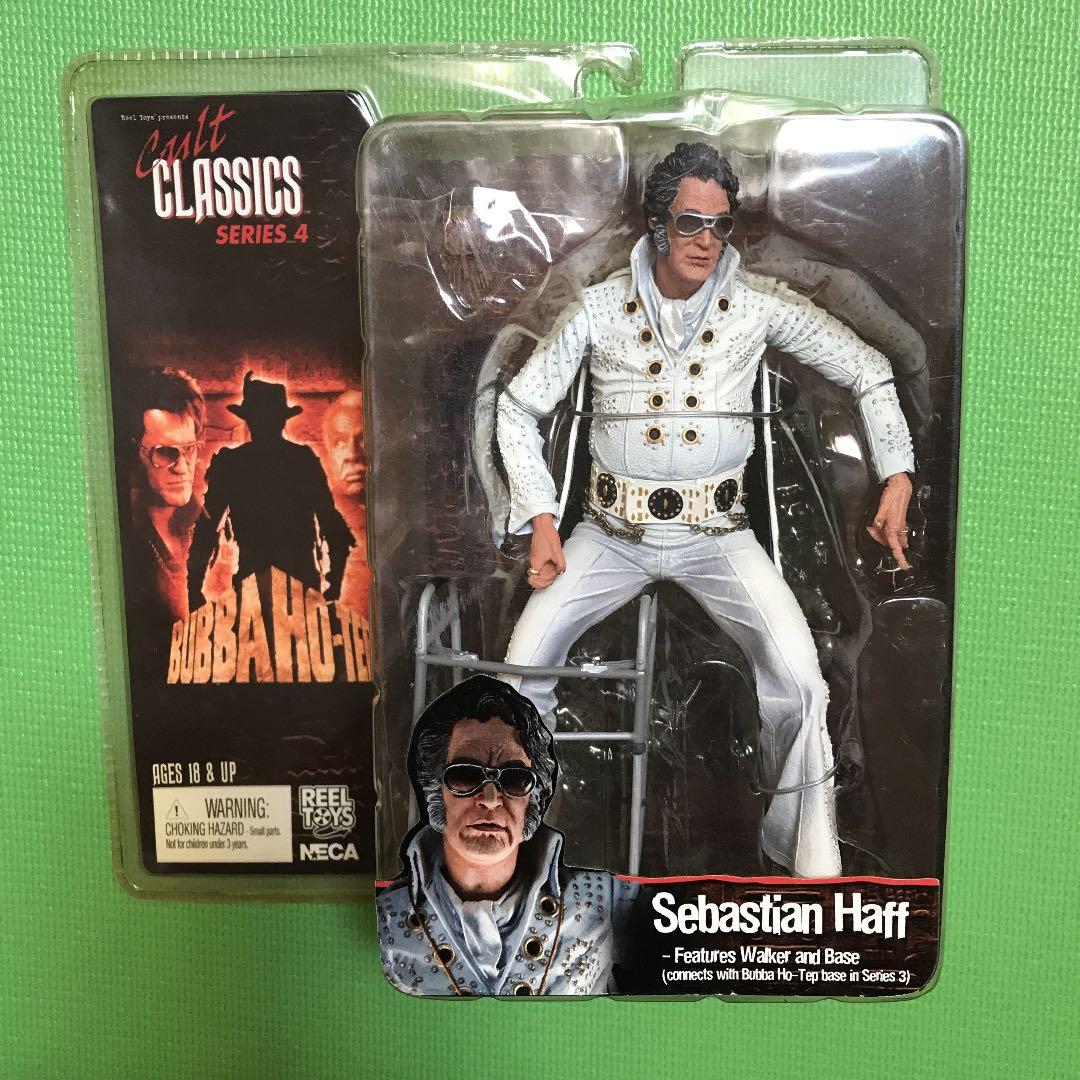 Reel Toys presents
Cult
CLASSICS
SERIES 4
BUBBA HO-TEP
AGES 18 & UP
WARNING:
CHOKING HAZARD - Small parts.
Not for children under 3 years.
REEL
TOYS
NECA
Sebastian Haff
- Features Walker and Base
(connects with Bubba Ho-Tep base in Series 3)